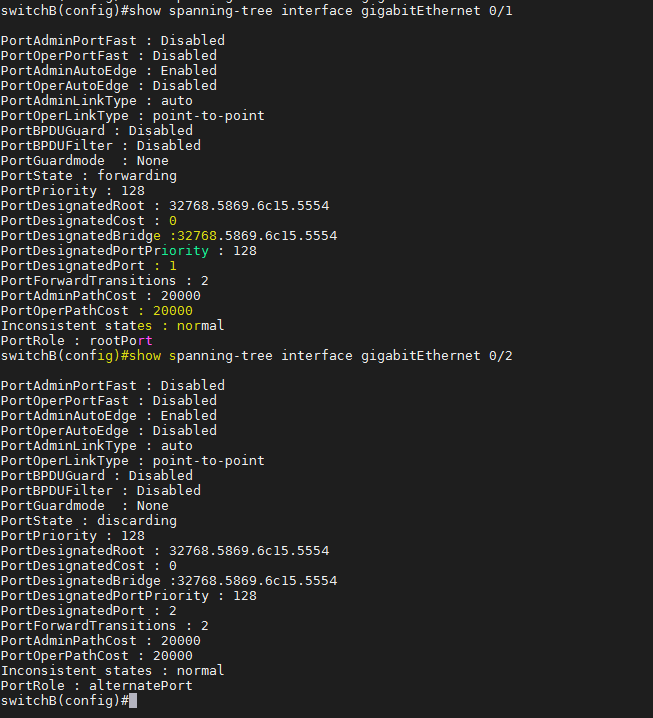 switchB(config)#show spanning-tree interface gigabitEthernet 0/1
PortAdminPortFast : Disabled
PortOperPortFast : Disabled
PortAdminAutoEdge : Enabled
PortOperAutoEdge : Disabled
PortAdminLinkType : auto
PortOperLinkType : point-to-point
PortBPDUGuard : Disabled
PortBPDUFilter : Disabled
PortGuardmode  : None
PortState : forwarding
PortPriority : 128
PortDesignatedRoot : 32768.5869.6c15.5554
PortDesignatedCost : 0
PortDesignatedBridge :32768.5869.6c15.5554
PortDesignatedPortPriority : 128
PortDesignatedPort : 1
PortForwardTransitions : 2
PortAdminPathCost : 20000
PortOperPathCost : 20000
Inconsistent states : normal
PortRole : rootPort
switchB(config)#show spanning-tree interface gigabitEthernet 0/2
PortAdminPortFast : Disabled
PortOperPortFast : Disabled
PortAdminAutoEdge : Enabled
PortOperAutoEdge : Disabled
PortAdminLinkType : auto
PortOperLinkType : point-to-point
PortBPDUGuard : Disabled
PortBPDUFilter : Disabled
PortGuardmode  : None
PortState : discarding
PortPriority : 128
PortDesignatedRoot : 32768.5869.6c15.5554
PortDesignatedCost : 0
PortDesignatedBridge :32768.5869.6c15.5554
PortDesignatedPortPriority : 128
PortDesignatedPort : 2
PortForwardTransitions : 2
PortAdminPathCost : 20000
PortOperPathCost : 20000
Inconsistent states : normal
PortRole : alternatePort
switchB(config)#